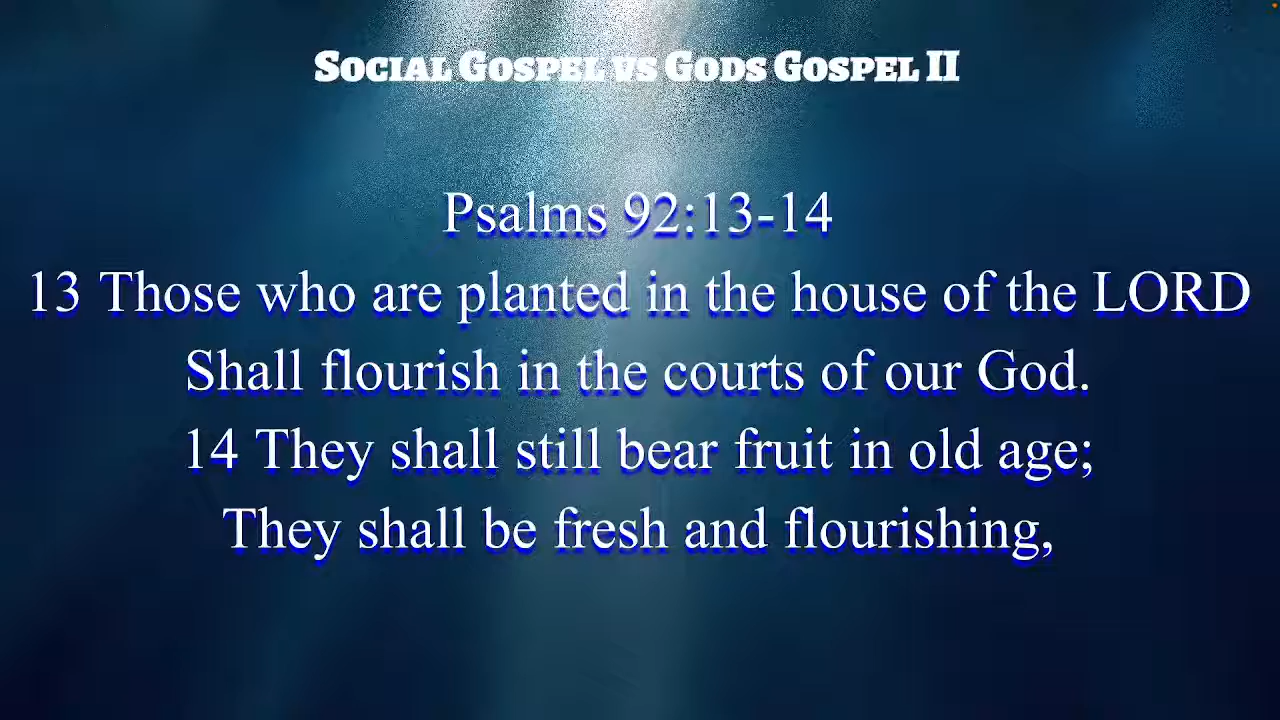 Social Gospel vs Gods Gospel II
Psalms 92:13-14
13 Those who are planted in the house of the LORD
Shall flourish in the courts of our God.
14 They shall still bear fruit in old age;
They shall be fresh and flourishing,